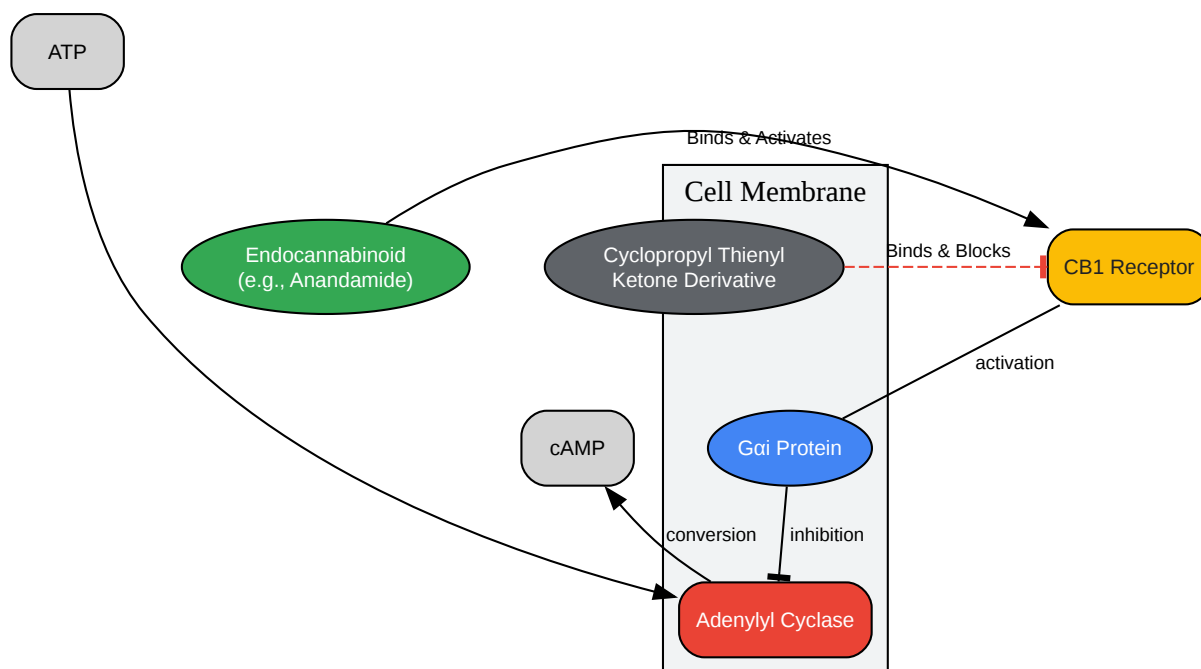 ATP
Binds & Activates
Cell Membrane
Endocannabinoid
(e.g., Anandamide)
Cyclopropyl Thienyl
Ketone Derivative
Binds & Blocks
CB1 Receptor
activation
cAMP
Gαi Protein
conversion
inhibition
Adenylyl Cyclase